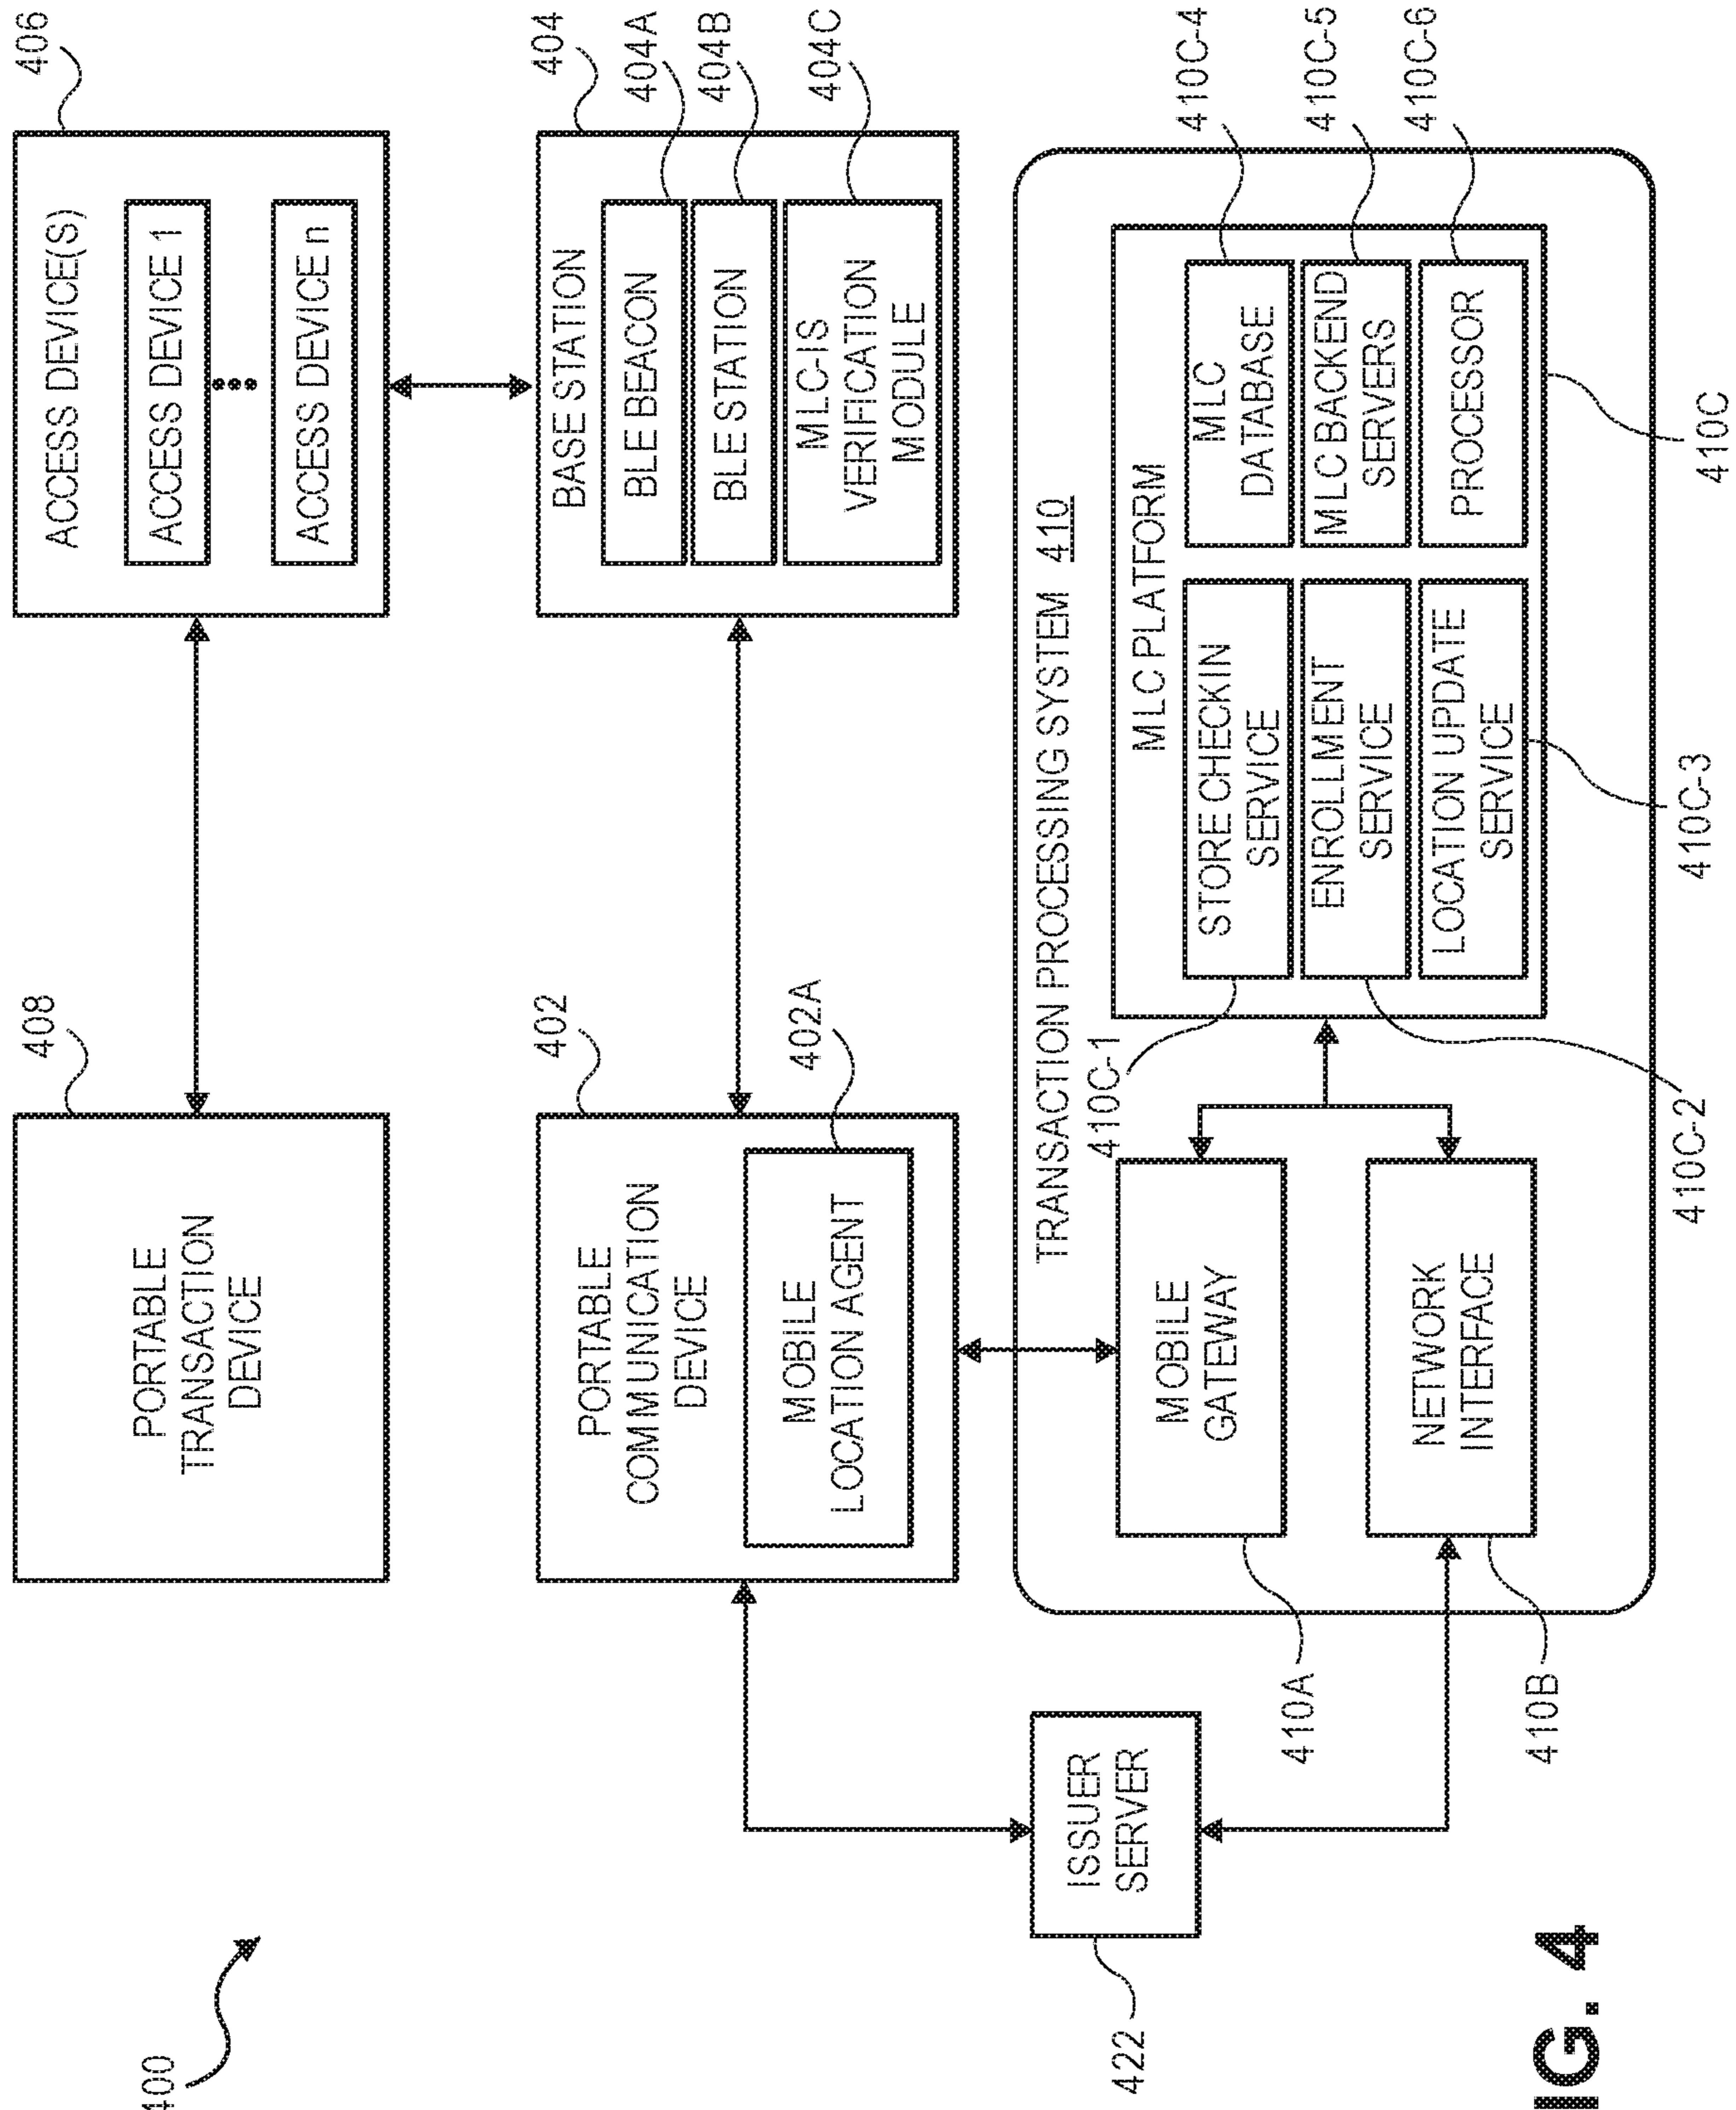 400
PORTABLE
TRANSACTION
DEVICE
408
ACCESS DEVICE(S)
406
ACCESS DEVICE 1
ACCESS DEVICE n
PORTABLE
COMMUNICATION
DEVICE
402
MOBILE
LOCATION AGENT
402A
BASE STATION
404
BLE BEACON
404A
BLE STATION
404B
MLC-IS
VERIFICATION
MODULE
404C
ISSUER
SERVER
422
TRANSACTION PROCESSING SYSTEM 410
MOBILE
GATEWAY
410A
NETWORK
INTERFACE
410B
MLC PLATFORM
410C
STORE CHECKIN
SERVICE
410C-1
ENROLLMENT
SERVICE
410C-2
LOCATION UPDATE
SERVICE
410C-3
MLC
DATABASE
410C-4
MLC BACKEND
SERVERS
410C-5
PROCESSOR
410C-6
IG. 4